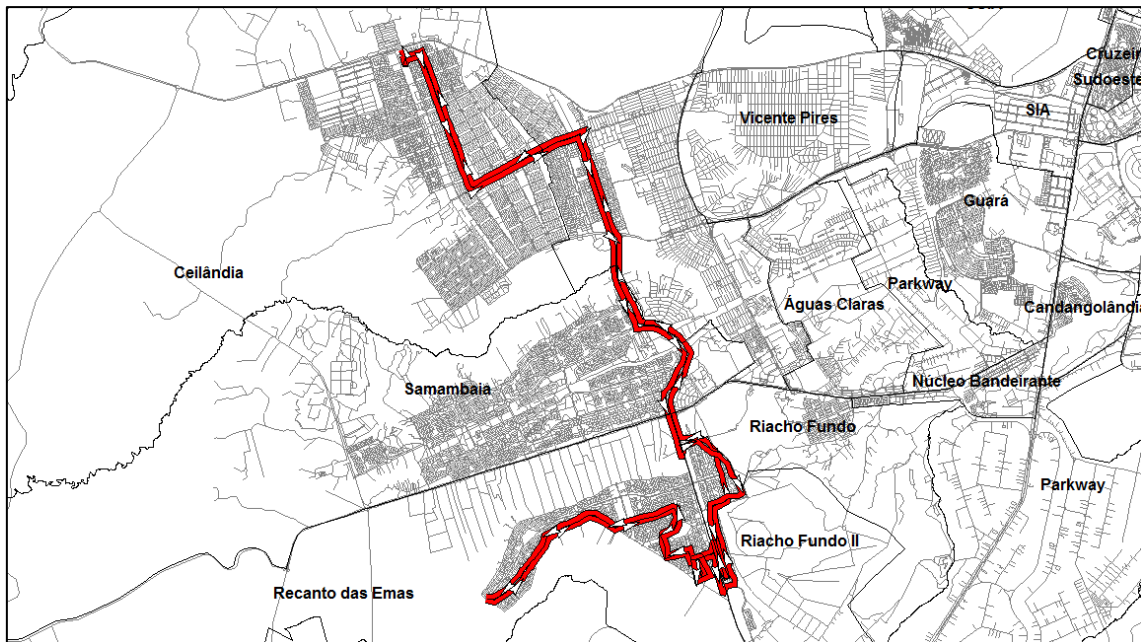 Cruzeir
Sudoeste
SIA
Vicente Pires
Guará
Ceilândia
Parkway
Águas Claras
Candangolândia
Samambaia
Núcleo Bandeirante
Riacho Fundo
Parkway
Riacho Fundo II
Recanto das Emas